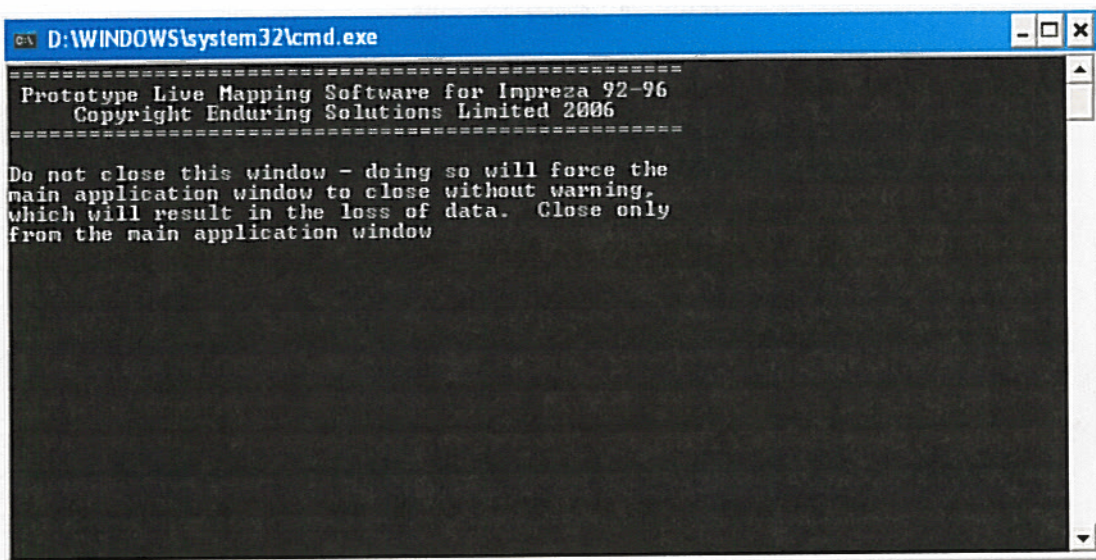 D:\WINDOWS\system32\cmd.exe
===================================================
Prototype Live Mapping Software for Impreza 92-96
Copyright Enduring Solutions Limited 2006
===================================================
Do not close this window - doing so will force the
main application window to close without warning,
which will result in the loss of data.  Close only
from the main application window